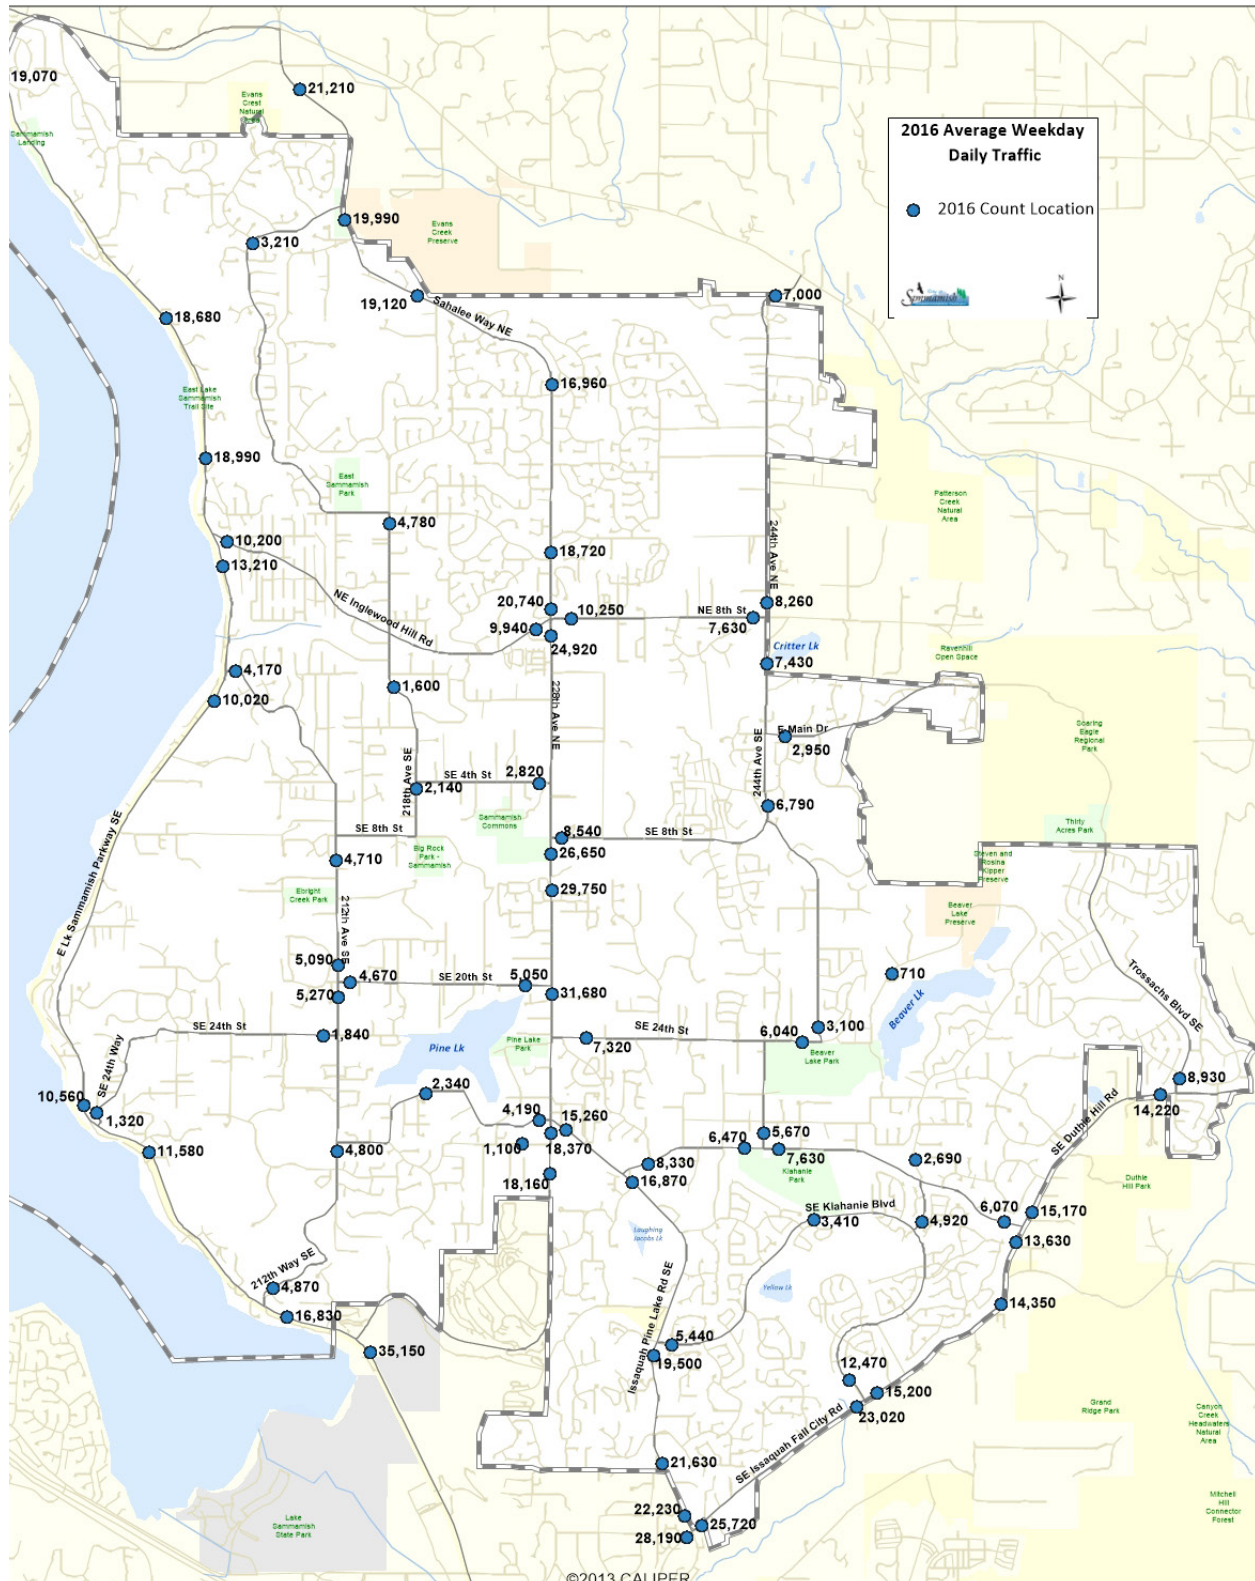 19,070
21,210
Evans
Crest
Natural
Area
Sammamish
Landing
2016 Average Weekday
Daily Traffic
2016 Count Location
N
Sammamish
19,990
3,210
Evans
Creek
Preserve
19,120
Sahalee Way NE
7,000
18,680
16,960
East Lake
Sammamish
Trail Site
18,990
East
Sammamish
Park
4,780
Patterson
Creek
Natural
Area
10,200
13,210
18,720
244th Ave NE
NE Inglewood Hill Rd
20,740
10,250
NE 8th St
8,260
7,630
9,940
24,920
Critter Lk
7,430
Ravenhill
Open Space
4,170
10,020
1,600
228th Ave NE
E Main Dr
2,950
Soaring
Eagle
Regional
Park
218th Ave SE
SE 4th St
2,820
2,140
244th Ave SE
6,790
Sammamish
Commons
SE 8th St
8,540
SE 8th St
26,650
Thirty
Acres Park
Big Rock
Park -
Sammamish
4,710
Steven and
Rosina
Kipper
Preserve
29,750
E Lk Sammamish Parkway SE
Ebright
Creek Park
212th Ave SE
Beaver
Lake
Preserve
5,090
4,670
SE 20th St
5,050
5,270
31,680
710
Beaver Lk
Trossachs Blvd SE
SE 24th St
1,840
SE 24th Way
Pine Lk
Pine Lake
Park
SE 24th St
7,320
6,040
3,100
Beaver
Lake Park
10,560
1,320
2,340
8,930
14,220
SE Duthie Hill Rd
11,580
4,190
15,260
1,100
18,370
4,800
6,470
5,670
7,630
8,330
16,870
18,160
Klahanie
Park
2,690
Duthie
Hill Park
SE Klahanie Blvd
3,410
4,920
6,070
15,170
13,630
Laughing
Jacobs Lk
Yellow Lk
212th Way SE
4,870
16,830
14,350
35,150
Issaquah Pine Lake Rd SE
5,440
19,500
12,470
15,200
23,020
SE Issaquah Fall City Rd
Grand
Ridge Park
Canyon
Creek
Headwaters
Natural
Area
21,630
22,230
25,720
28,190
Lake
Sammamish
State Park
Mitchell
Hill
Connector
Forest
©2013 CALIPER